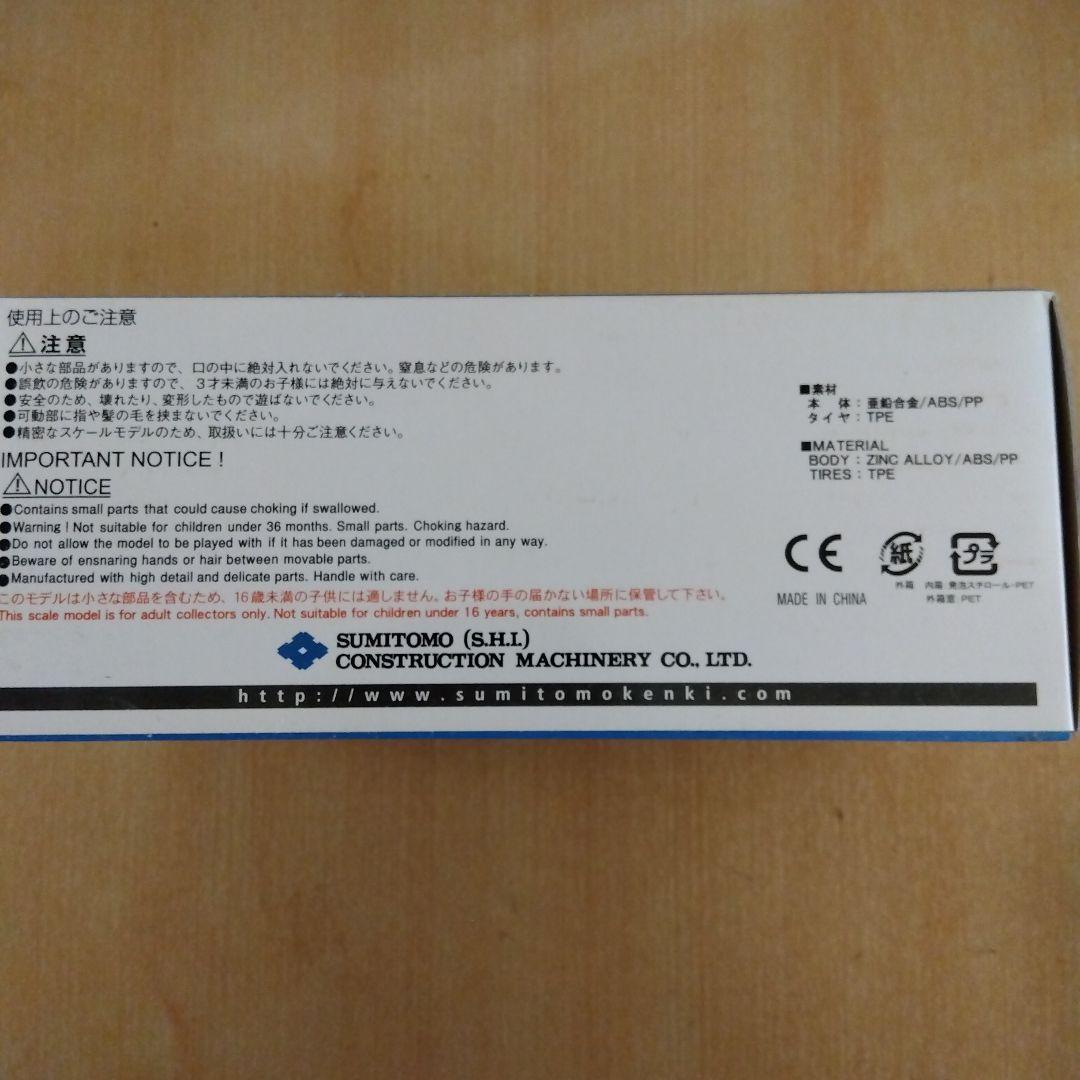 使用上のご注意
⚠注意
●小さな部品がありますので、口の中に絶対入れないでください。窒息などの危険があります。
●誤飲の危険がありますので、3才未満のお子様には絶対に与えないでください。
●安全のため、壊れたり、変形したもので遊ばないでください。
●可動部に指や髪の毛を挟まないでください。
●精密なスケールモデルのため、取扱いには十分ご注意ください。
IMPORTANT NOTICE !
⚠NOTICE
●Contains small parts that could cause choking if swallowed.
●Warning ! Not suitable for children under 36 months. Small parts. Choking hazard.
●Do not allow the model to be played with if it has been damaged or modified in any way.
●Beware of ensnaring hands or hair between movable parts.
●Manufactured with high detail and delicate parts. Handle with care.
このモデルは小さな部品を含むため、16歳未満の子供には適しません。お子様の手の届かない場所に保管して下さい。
This scale model is for adult collectors only. Not suitable for children under 16 years, contains small parts.
■素材
本 体 : 亜鉛合金/ABS/PP
タイヤ : TPE
■MATERIAL
BODY : ZINC ALLOY/ABS/PP
TIRES : TPE
CE
紙
プラ
外箱
内箱 発泡スチロール・PET
外箱窓 PET
MADE IN CHINA
SUMITOMO (S.H.I.)
CONSTRUCTION MACHINERY CO., LTD.
http://www.sumitomokenki.com